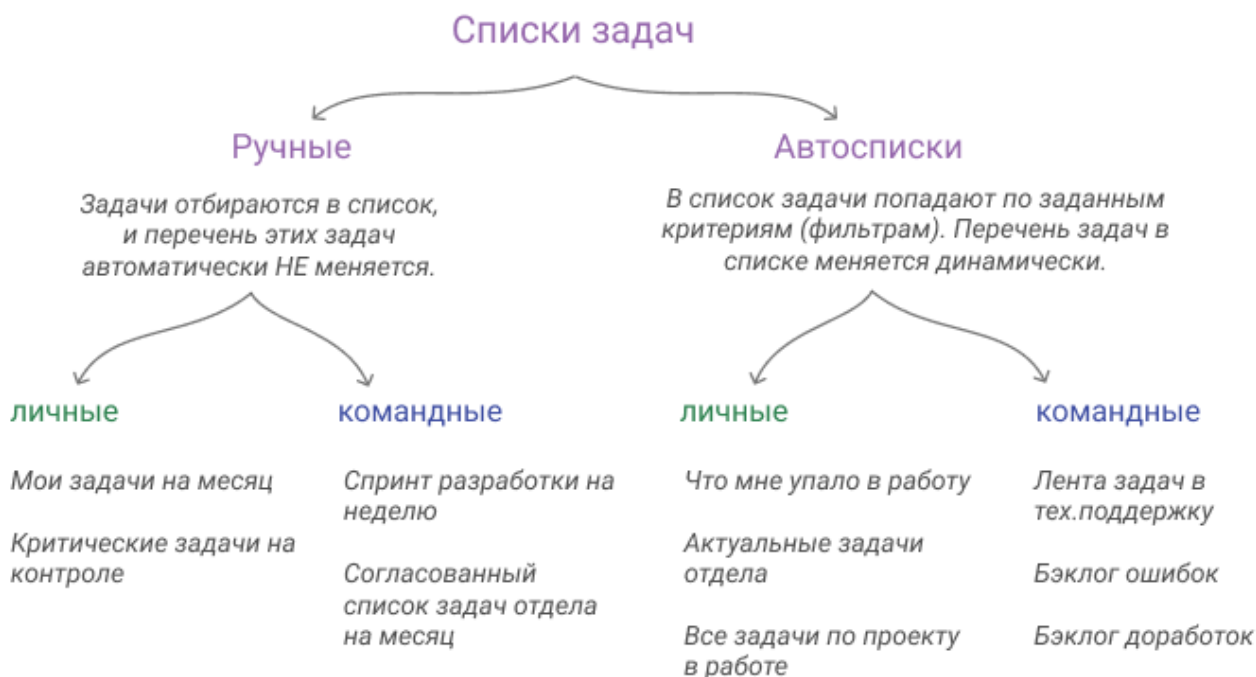 Списки задач
Ручные
Автосписки
Задачи отбираются в список,
и перечень этих задач
автоматически НЕ меняется.
В список задачи попадают по заданным
критериям (фильтрам). Перечень задач в
списке меняется динамически.
личные
командные
личные
командные
Мои задачи на месяц
Критические задачи на
контроле
Спринт разработки на
неделю
Согласованный
список задач отдела
на месяц
Что мне упало в работу
Актуальные задачи
отдела
Все задачи по проекту
в работе
Лента задач в
тех.поддержку
Бэклог ошибок
Бэклог доработок